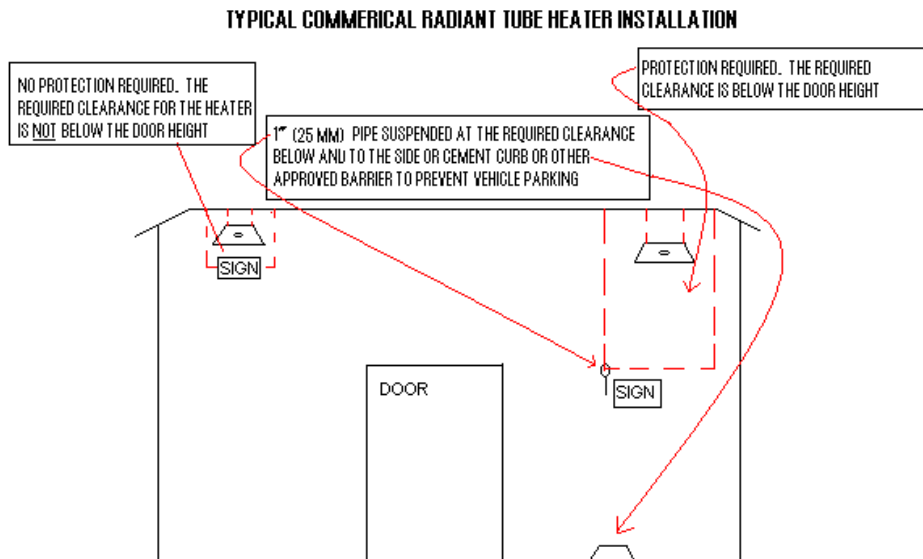 TYPICAL COMMERICAL RADIANT TUBE HEATER INSTALLATION
NO PROTECTION REQUIRED. THE
REQUIRED CLEARANCE FOR THE HEATER
IS NOT BELOW THE DOOR HEIGHT
PROTECTION REQUIRED. THE REQUIRED
CLEARANCE IS BELOW THE DOOR HEIGHT
1" (25 MM) PIPE SUSPENDED AT THE REQUIRED CLEARANCE
BELOW AND TO THE SIDE OR CEMENT CURB OR OTHER
APPROVED BARRIER TO PREVENT VEHICLE PARKING
SIGN
DOOR
SIGN